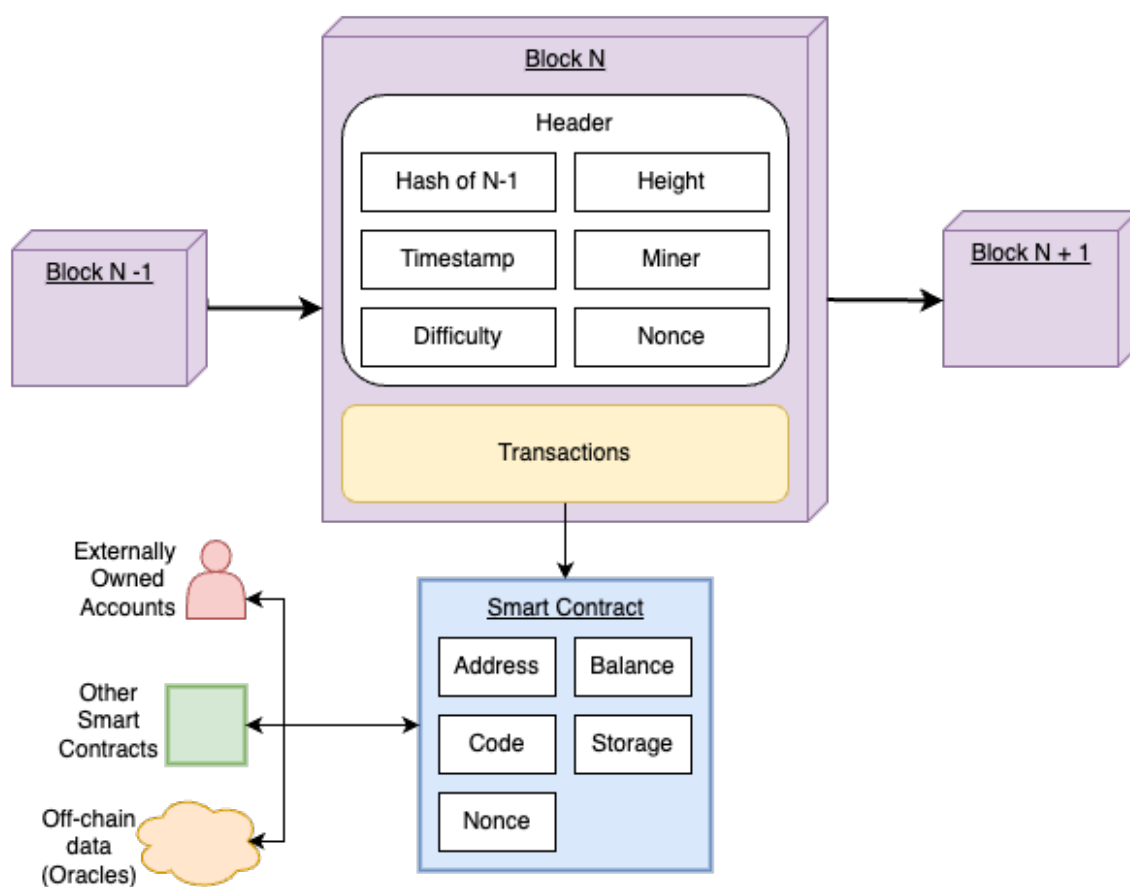 Block N
Header
Hash of N-1
Height
Timestamp
Miner
Difficulty
Nonce
Transactions
Block N -1
Block N + 1
Externally
Owned
Accounts
Other
Smart
Contracts
Off-chain
data
(Oracles)
Smart Contract
Address
Balance
Code
Storage
Nonce